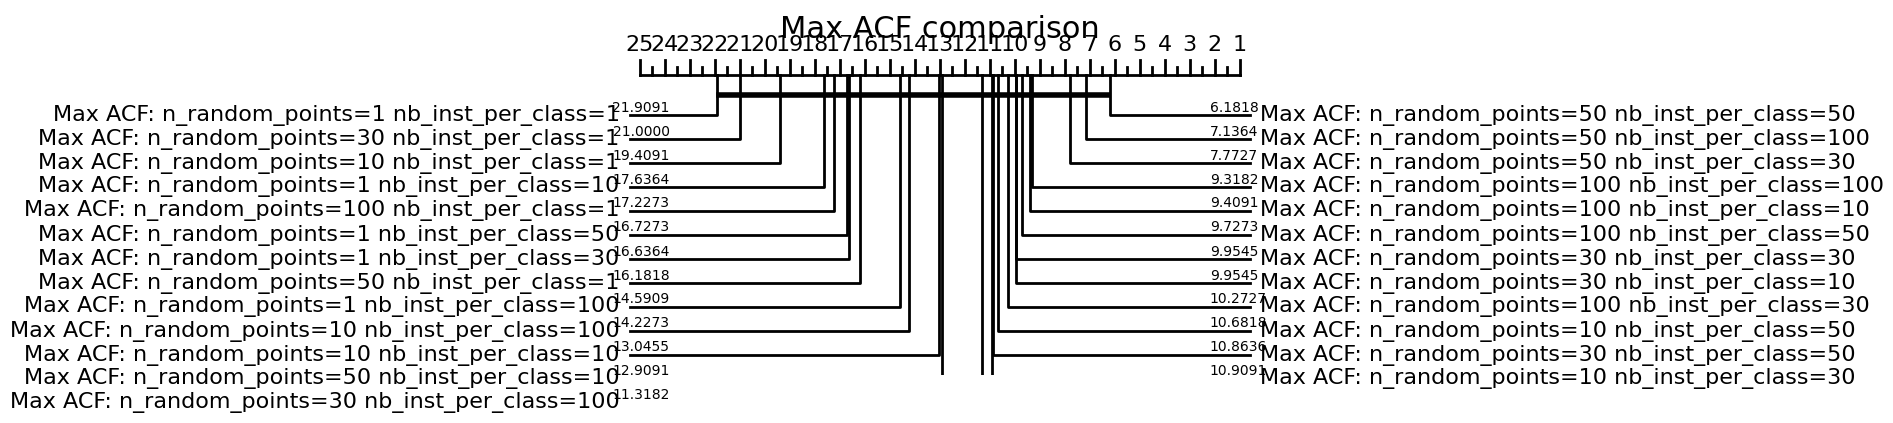 Max ACF comparison
25 24 23 22 21 20 19 18 17 16 15 14 13 12 11 10 9 8 7 6 5 4 3 2 1
Max ACF: n_random_points=1 nb_inst_per_class=1 21.9091 6.1818 Max ACF: n_random_points=50 nb_inst_per_class=50
Max ACF: n_random_points=30 nb_inst_per_class=1 21.0000 7.1364 Max ACF: n_random_points=50 nb_inst_per_class=100
Max ACF: n_random_points=10 nb_inst_per_class=1 19.4091 7.7727 Max ACF: n_random_points=50 nb_inst_per_class=30
Max ACF: n_random_points=1 nb_inst_per_class=10 17.6364 9.3182 Max ACF: n_random_points=100 nb_inst_per_class=100
Max ACF: n_random_points=100 nb_inst_per_class=1 17.2273 9.4091 Max ACF: n_random_points=100 nb_inst_per_class=10
Max ACF: n_random_points=1 nb_inst_per_class=50 16.7273 9.7273 Max ACF: n_random_points=100 nb_inst_per_class=50
Max ACF: n_random_points=1 nb_inst_per_class=30 16.6364 9.9545 Max ACF: n_random_points=30 nb_inst_per_class=30
Max ACF: n_random_points=50 nb_inst_per_class=1 16.1818 9.9545 Max ACF: n_random_points=30 nb_inst_per_class=10
Max ACF: n_random_points=1 nb_inst_per_class=100 14.5909 10.2727 Max ACF: n_random_points=100 nb_inst_per_class=30
Max ACF: n_random_points=10 nb_inst_per_class=100 14.2273 10.6818 Max ACF: n_random_points=10 nb_inst_per_class=50
Max ACF: n_random_points=10 nb_inst_per_class=10 13.0455 10.8636 Max ACF: n_random_points=30 nb_inst_per_class=50
Max ACF: n_random_points=50 nb_inst_per_class=10 12.9091 10.9091 Max ACF: n_random_points=10 nb_inst_per_class=30
Max ACF: n_random_points=30 nb_inst_per_class=100 11.3182